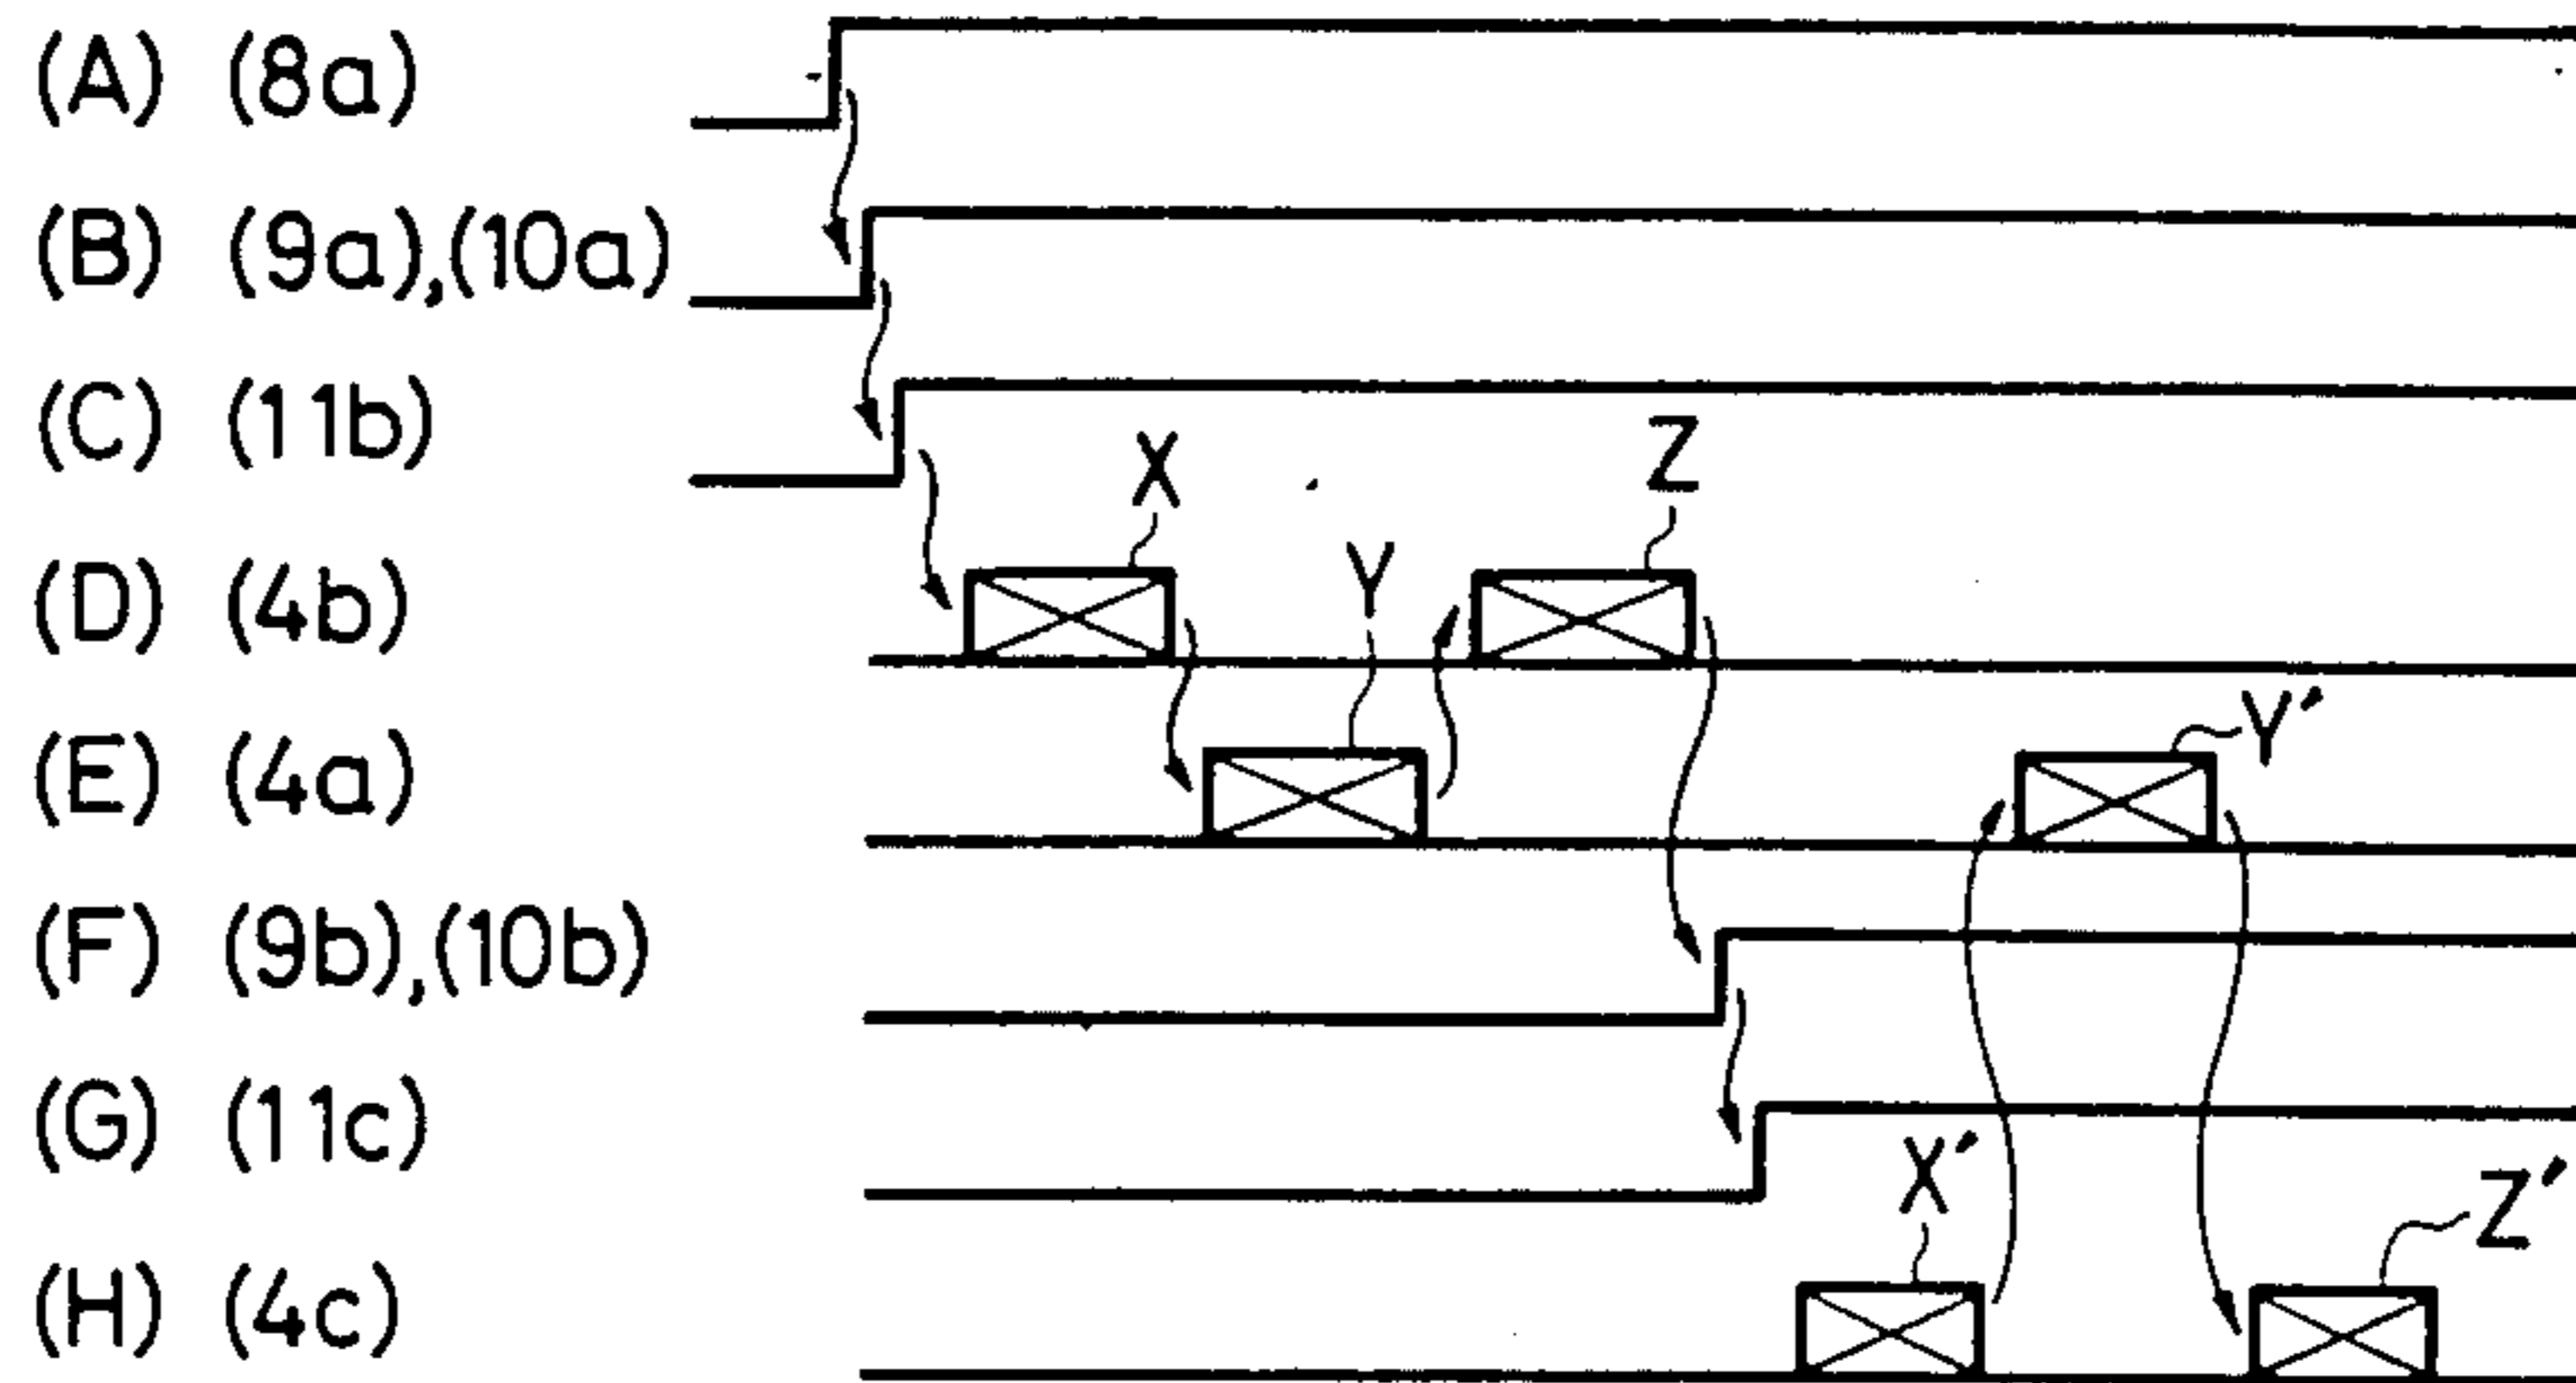 (A) (8a)
(B) (9a),(10a)
(C) (11b)
X
Z
Y
(D) (4b)
(E) (4a)
Y′
(F) (9b),(10b)
(G) (11c)
X′
Z′
(H) (4c)